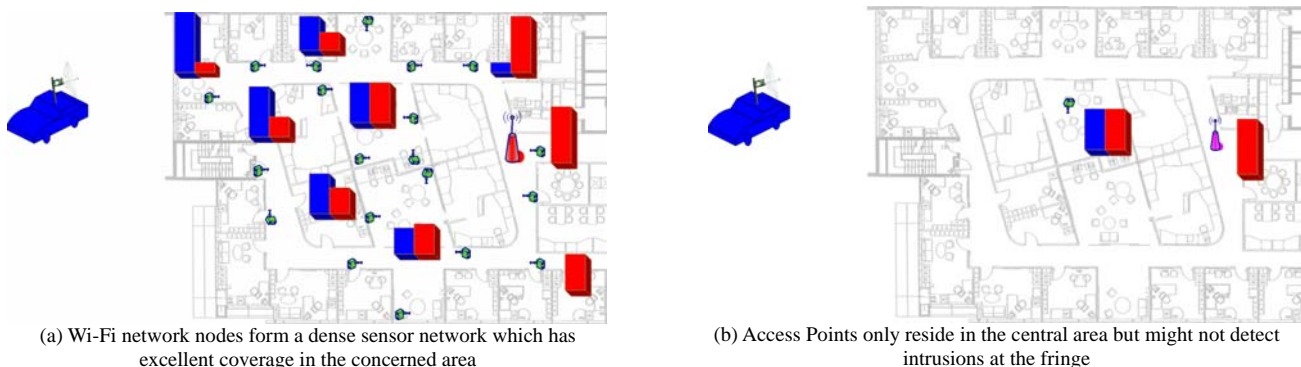 (a) Wi-Fi network nodes form a dense sensor network which has
excellent coverage in the concerned area
(b) Access Points only reside in the central area but might not detect
intrusions at the fringe